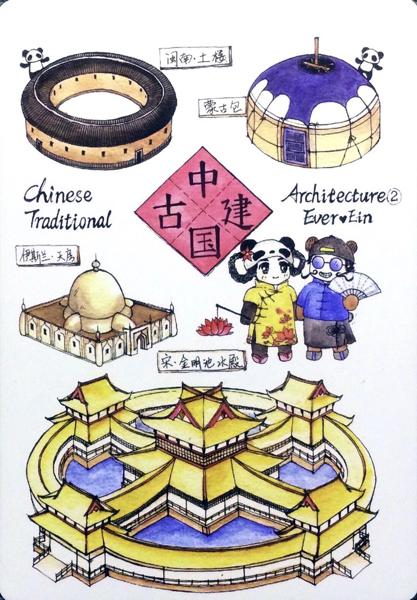 闽南·土楼
蒙古包
中
古 建
国
Chinese
Traditional
Architecture②
Ever♥Ein
伊斯兰·天房
宋·金明池水殿